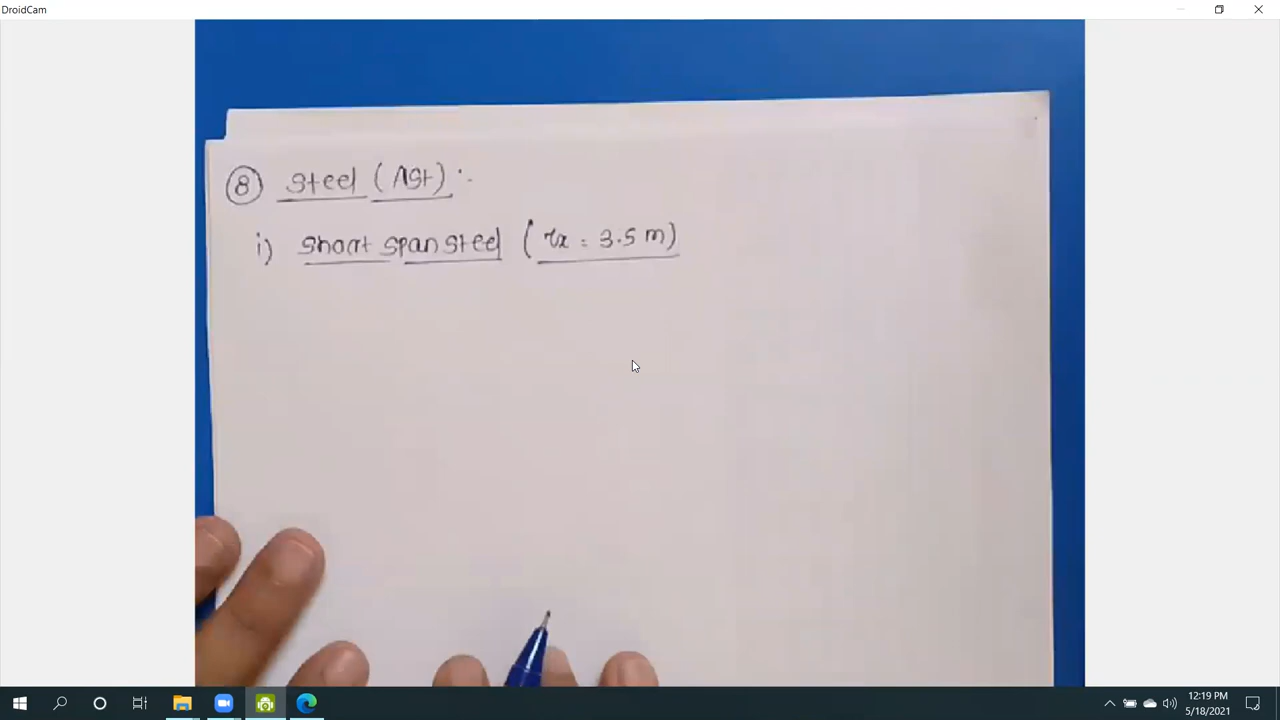 DroidCam
8 Steel (Ast) :-
i) Short span steel (lx = 3.5 m)
12:19 PM
5/18/2021